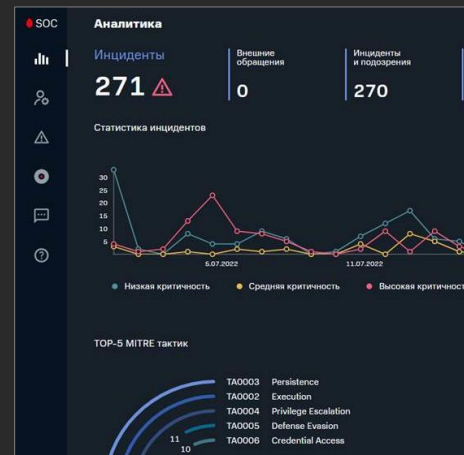 SOC
Аналитика
Инциденты
271
Внешние
обращения
0
Инциденты
и подозрения
270
Статистика инцидентов
30
25
20
15
10
5
6.07.2022
11.07.2022
Низкая критичность
Средняя критичность
Высокая критичность
TOP-5 MITRE тактик
TA0003 Persistence
TA0002 Execution
TA0004 Privilege Escalation
TA0005 Defense Evasion
TA0006 Credential Access
11
10